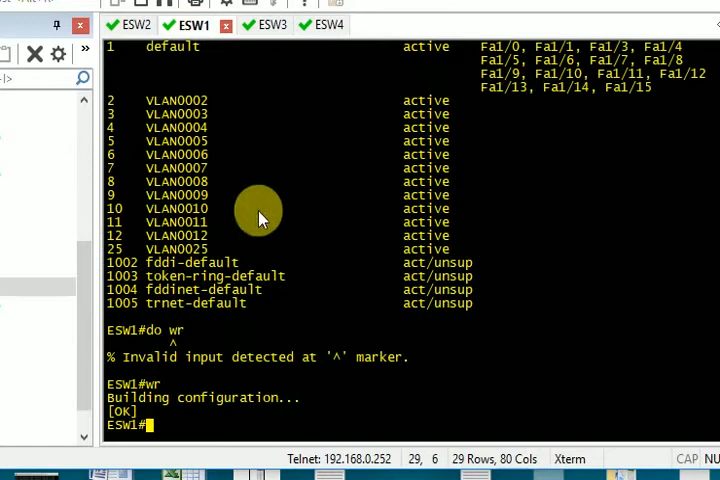 ESW2 ESW1 ESW3 ESW4
1 default active Fa1/0, Fa1/1, Fa1/3, Fa1/4
Fa1/5, Fa1/6, Fa1/7, Fa1/8
Fa1/9, Fa1/10, Fa1/11, Fa1/12
Fa1/13, Fa1/14, Fa1/15
2 VLAN0002 active
3 VLAN0003 active
4 VLAN0004 active
5 VLAN0005 active
6 VLAN0006 active
7 VLAN0007 active
8 VLAN0008 active
9 VLAN0009 active
10 VLAN0010 active
11 VLAN0011 active
12 VLAN0012 active
25 VLAN0025 active
1002 fddi-default act/unsup
1003 token-ring-default act/unsup
1004 fddinet-default act/unsup
1005 trnet-default act/unsup
ESW1#do wr
^
% Invalid input detected at '^' marker.
ESW1#wr
Building configuration...
[OK]
ESW1#
Telnet: 192.168.0.252 29, 6 29 Rows, 80 Cols Xterm CAP NU